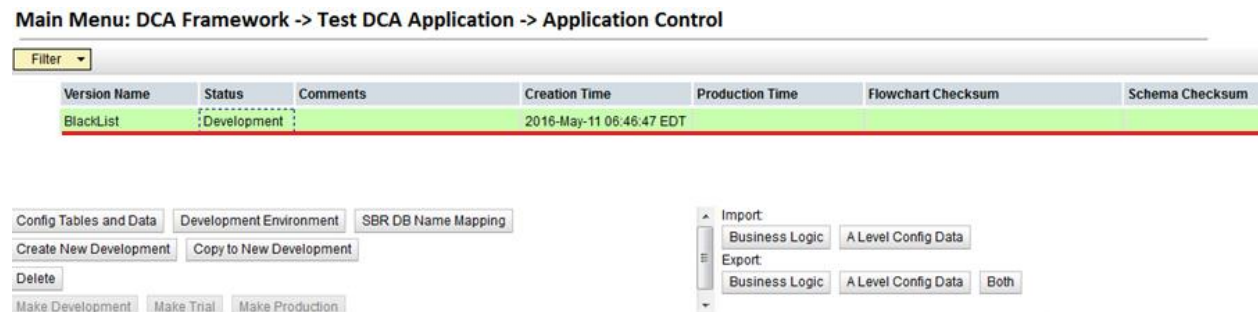 Main Menu: DCA Framework -> Test DCA Application -> Application Control
Filter
Version Name Status Comments Creation Time Production Time Flowchart Checksum Schema Checksum
BlackList Development 2016-May-11 06:46:47 EDT
Config Tables and Data Development Environment SBR DB Name Mapping
Create New Development Copy to New Development
Delete
Make Development Make Trial Make Production
Import:
Business Logic A Level Config Data
Export:
Business Logic A Level Config Data Both